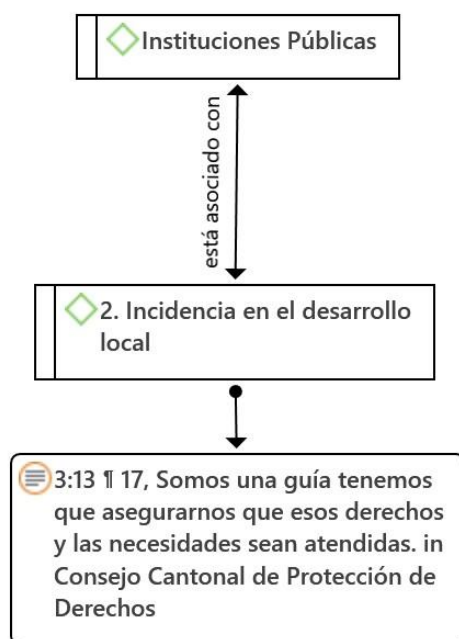 Instituciones Públicas
está asociado con
2. Incidencia en el desarrollo
local
3:13 ¶ 17, Somos una guía tenemos
que asegurarnos que esos derechos
y las necesidades sean atendidas. in
Consejo Cantonal de Protección de
Derechos